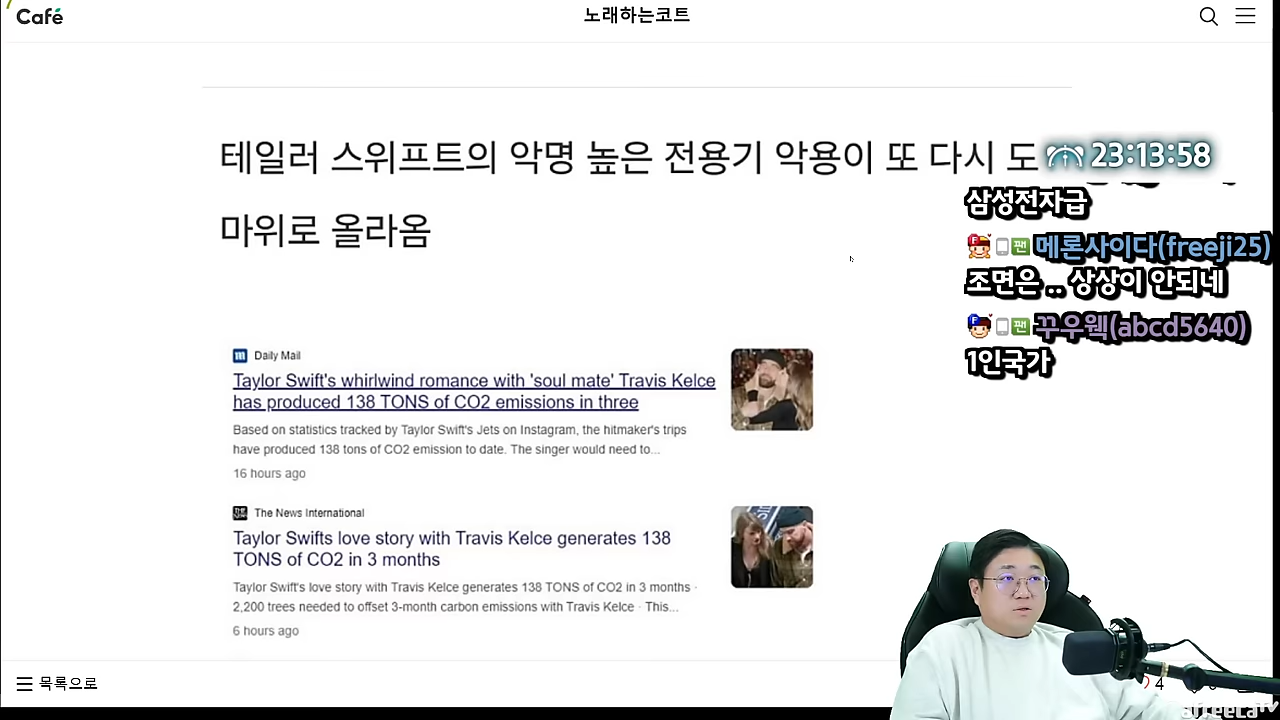 Café
노래하는코트
테일러 스위프트의 악명 높은 전용기 악용이 또 다시 도
마위로 올라옴
23:13:58
삼성전자급
메론사이다(freeji25)
조면은 .. 상상이 안되네
꾸우웩(abcd5640)
1인국가
Daily Mail
Taylor Swift's whirlwind romance with 'soul mate' Travis Kelce
has produced 138 TONS of CO2 emissions in three
Based on statistics tracked by Taylor Swift's Jets on Instagram, the hitmaker's trips
have produced 138 tons of CO2 emission to date. The singer would need to...
16 hours ago
The News International
Taylor Swifts love story with Travis Kelce generates 138
TONS of CO2 in 3 months
Taylor Swift's love story with Travis Kelce generates 138 TONS of CO2 in 3 months ·
2,200 trees needed to offset 3-month carbon emissions with Travis Kelce · This...
6 hours ago
목록으로
4
afreecaTV